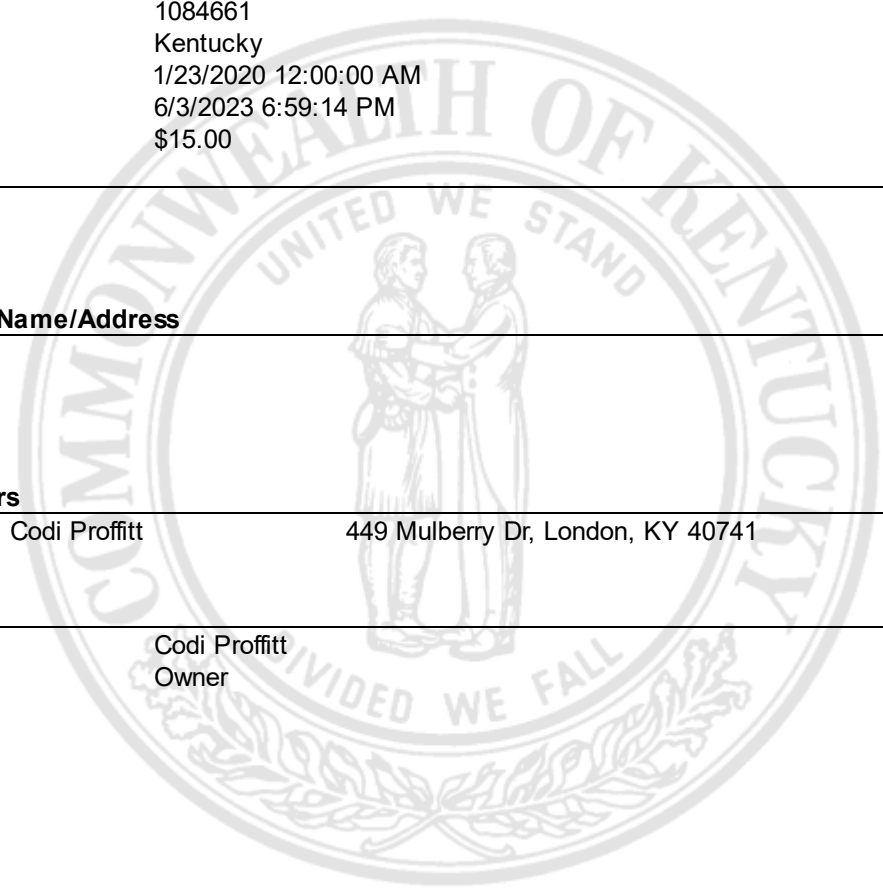 1084661
Kentucky
1/23/2020 12:00:00 AM
6/3/2023 6:59:14 PM
$15.00
COMMONWEALTH OF KENTUCKY
UNITED WE STAND
Name/Address
rs
Codi Proffitt 449 Mulberry Dr, London, KY 40741
Codi Proffitt
Owner
DIVIDED WE FALL